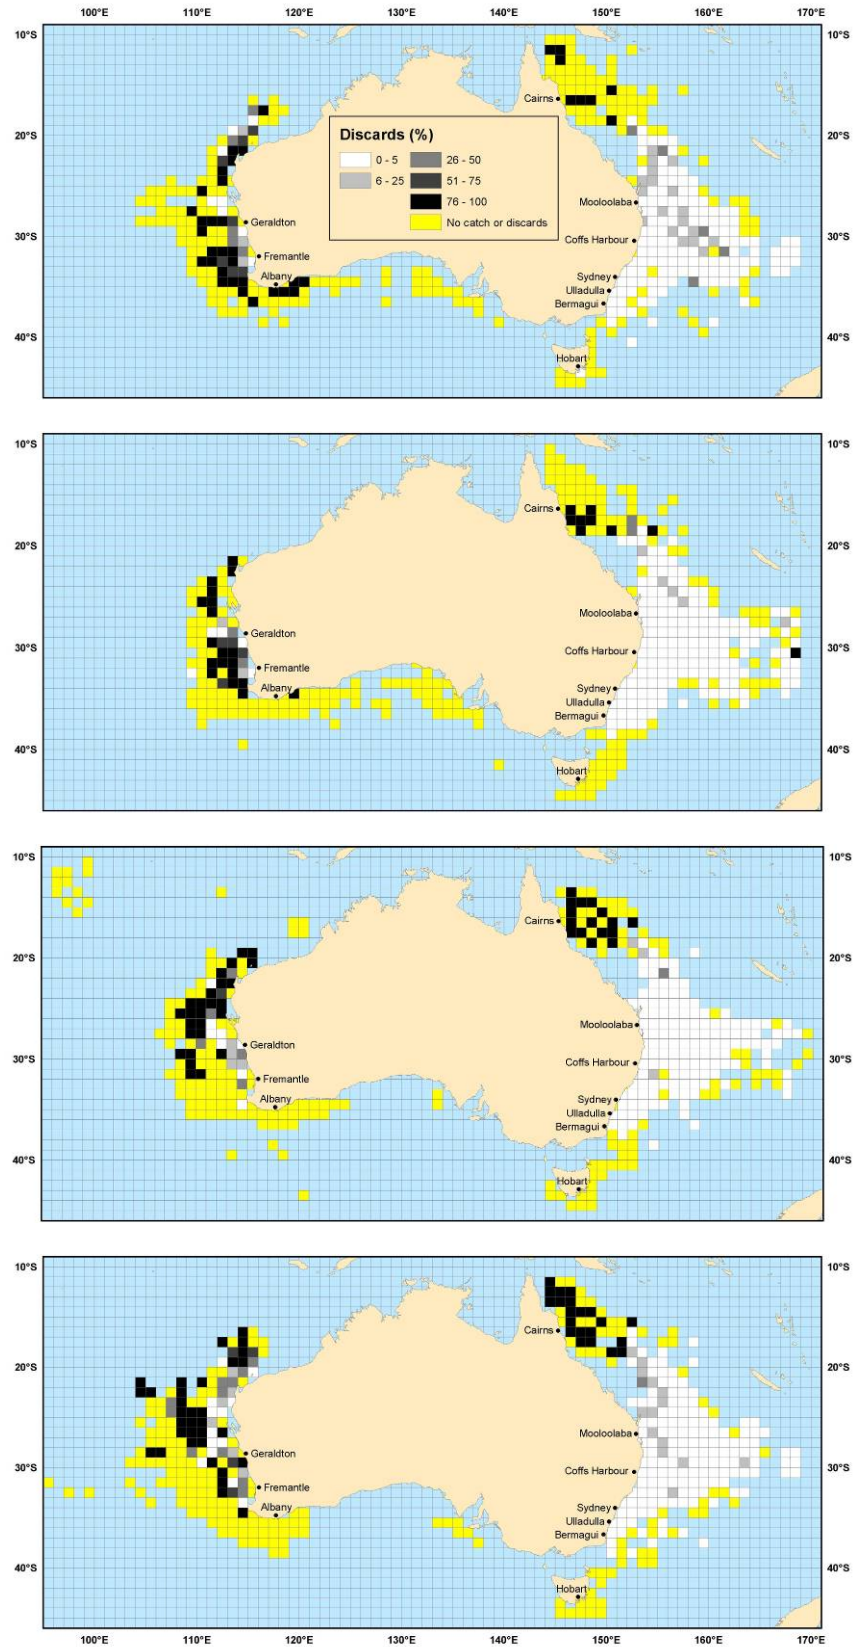 100°E 110°E 120°E 130°E 140°E 150°E 160°E 170°E
10°S 10°S
Cairns
20°S Discards (%) 20°S
0 - 5 26 - 50
6 - 25 51 - 75
76 - 100
Mooloolaba
No catch or discards
Geraldton
30°S Coffs Harbour 30°S
Fremantle
Albany Sydney
Ulladulla
Bermagui
40°S 40°S
Hobart
10°S 10°S
Cairns
20°S 20°S
Mooloolaba
Geraldton
30°S Coffs Harbour 30°S
Fremantle
Albany Sydney
Ulladulla
Bermagui
40°S 40°S
Hobart
10°S 10°S
Cairns
20°S 20°S
Mooloolaba
Geraldton
30°S Coffs Harbour 30°S
Fremantle
Albany Sydney
Ulladulla
Bermagui
40°S 40°S
Hobart
10°S 10°S
Cairns
20°S 20°S
Mooloolaba
Geraldton
30°S Coffs Harbour 30°S
Fremantle
Albany Sydney
Ulladulla
Bermagui
40°S 40°S
Hobart
100°E 110°E 120°E 130°E 140°E 150°E 160°E 170°E